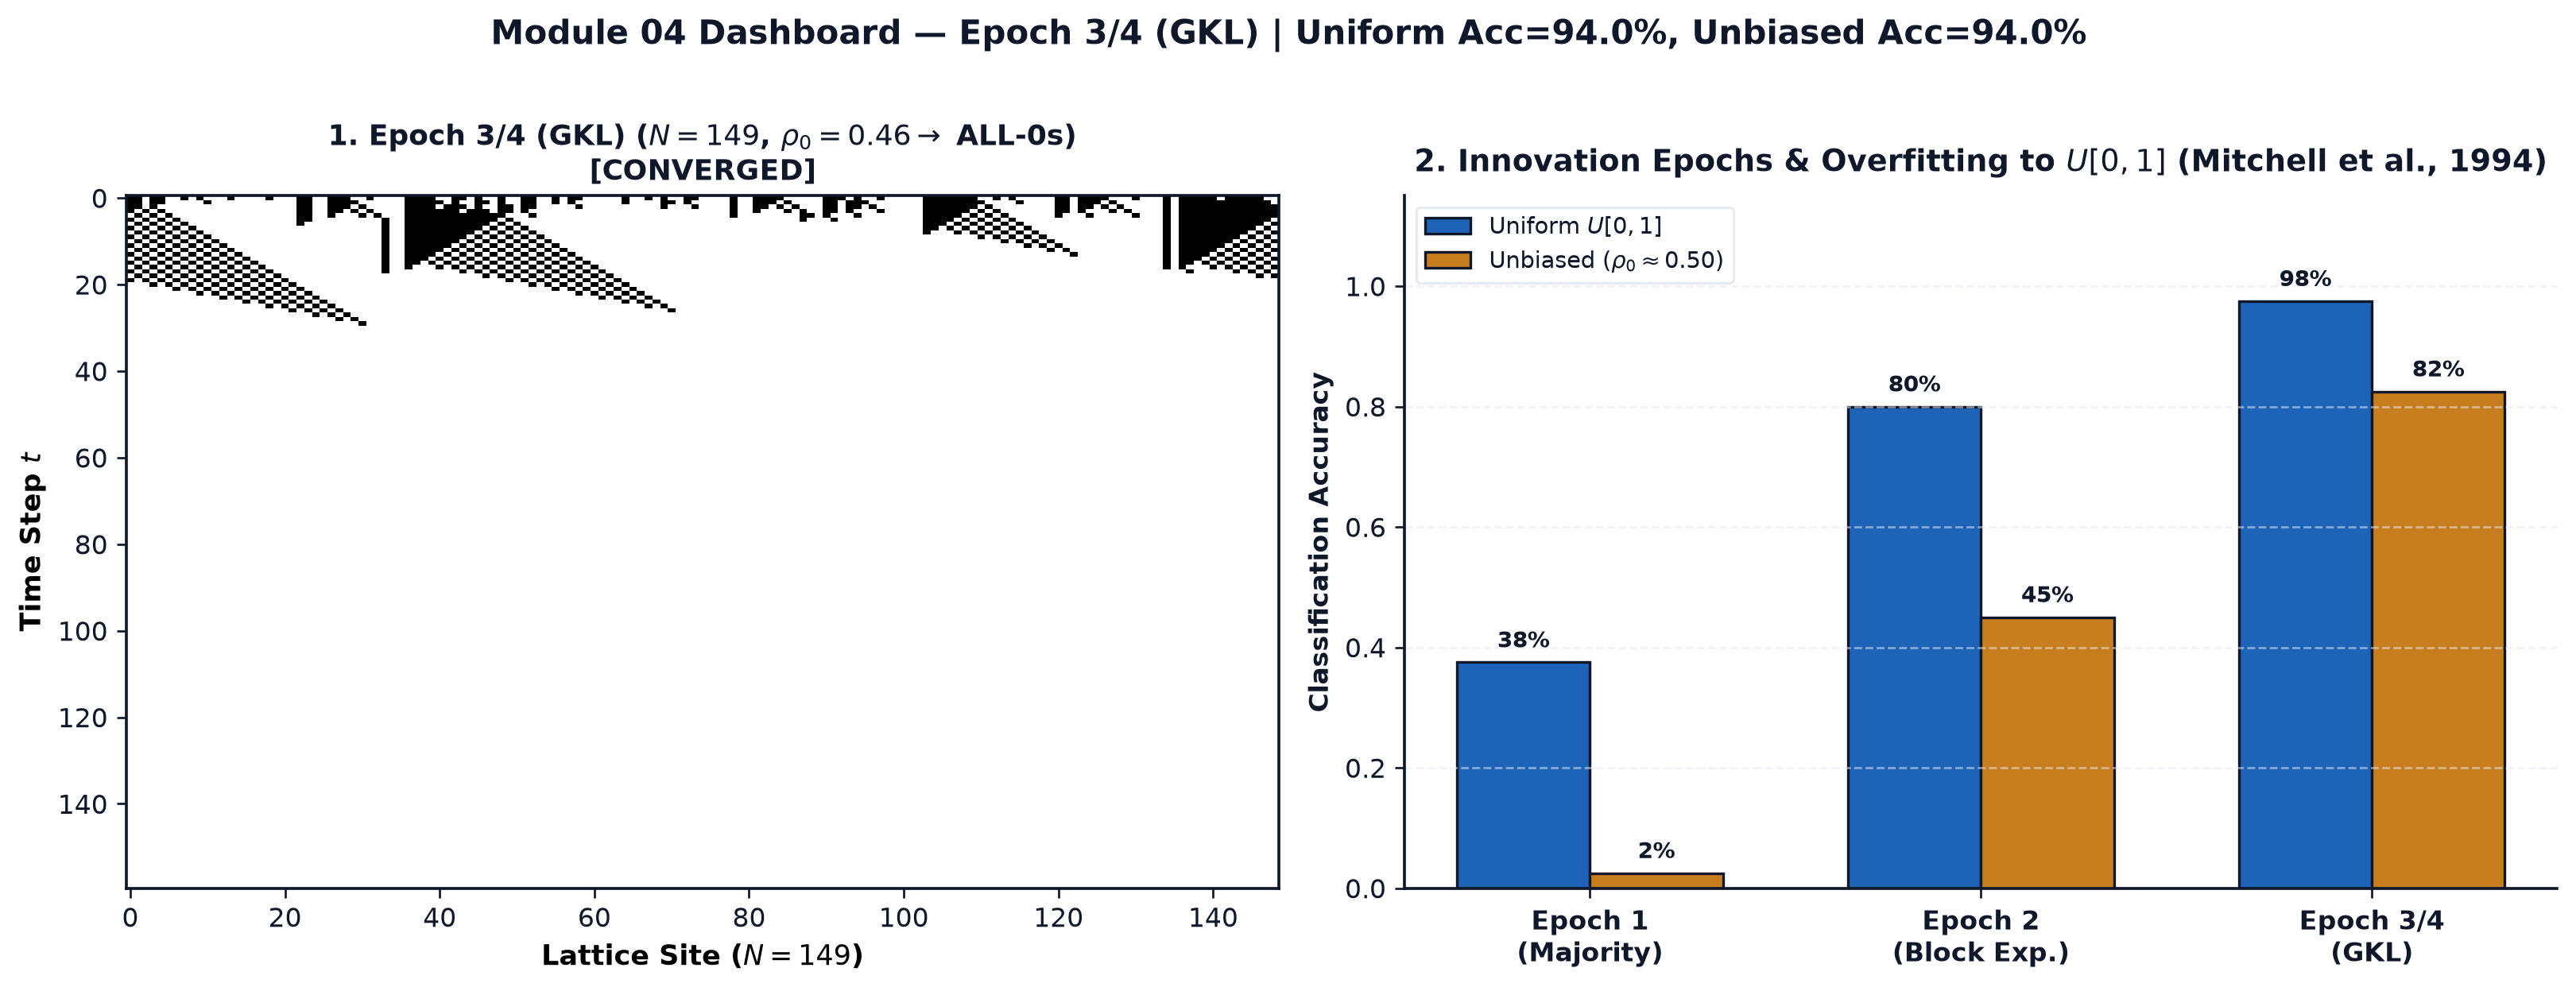 Module 04 Dashboard — Epoch 3/4 (GKL) | Uniform Acc=94.0%, Unbiased Acc=94.0%
1. Epoch 3/4 (GKL) (N = 149, ρ₀ = 0.46 → ALL-0s)
[CONVERGED]
0
20
40
60
80
100
120
140
Time Step t
0 20 40 60 80 100 120 140
Lattice Site (N = 149)
2. Innovation Epochs & Overfitting to U[0, 1] (Mitchell et al., 1994)
Uniform U[0, 1]
Unbiased (ρ₀ ≈ 0.50)
1.0
0.8
0.6
0.4
0.2
0.0
Classification Accuracy
38%
2%
80%
45%
98%
82%
Epoch 1
(Majority)
Epoch 2
(Block Exp.)
Epoch 3/4
(GKL)